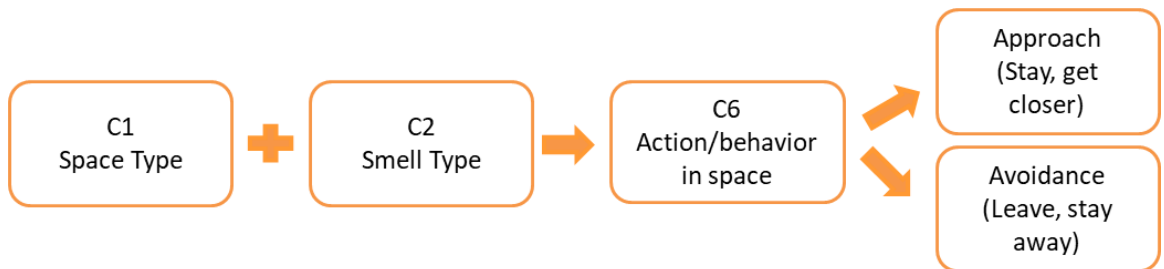 C1
Space Type
C2
Smell Type
C6
Action/behavior
in space
Approach
(Stay, get
closer)
Avoidance
(Leave, stay
away)